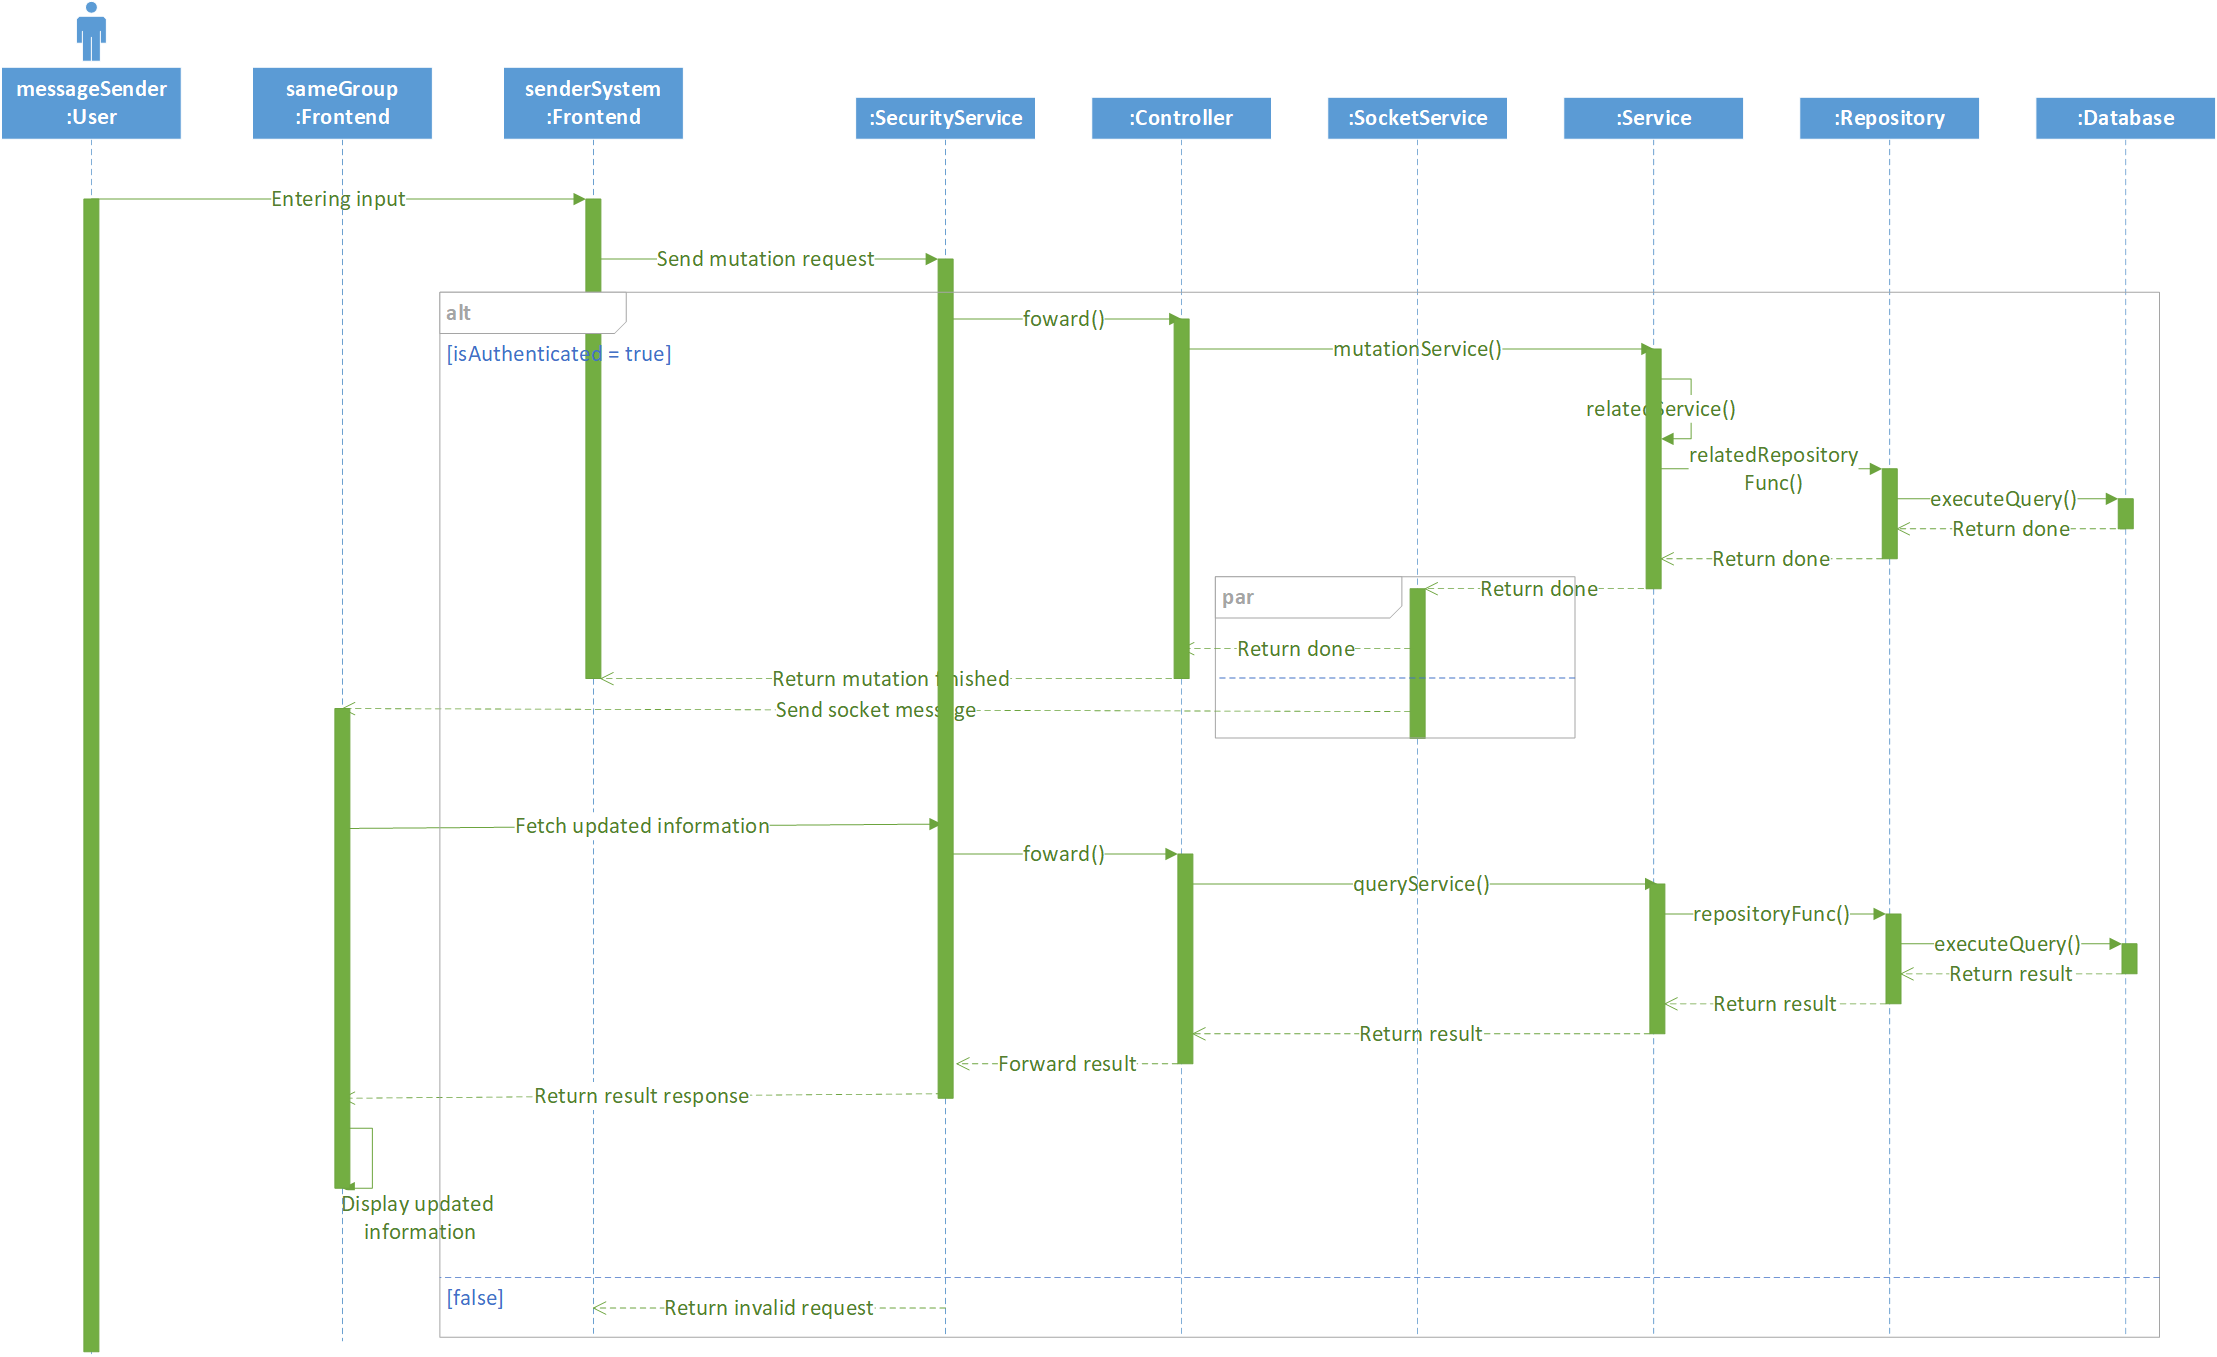 messageSender
:User
sameGroup
:Frontend
senderSystem
:Frontend
:SecurityService
:Controller
:SocketService
:Service
:Repository
:Database
Entering input
Send mutation request
alt
foward()
[isAuthenticated = true]
mutationService()
relatedService()
relatedRepository
Func()
executeQuery()
Return done
Return done
par
Return done
Return done
Return mutation finished
Send socket message
Fetch updated information
foward()
queryService()
repositoryFunc()
executeQuery()
Return result
Return result
Return result
Forward result
Return result response
Display updated
information
[false]
Return invalid request